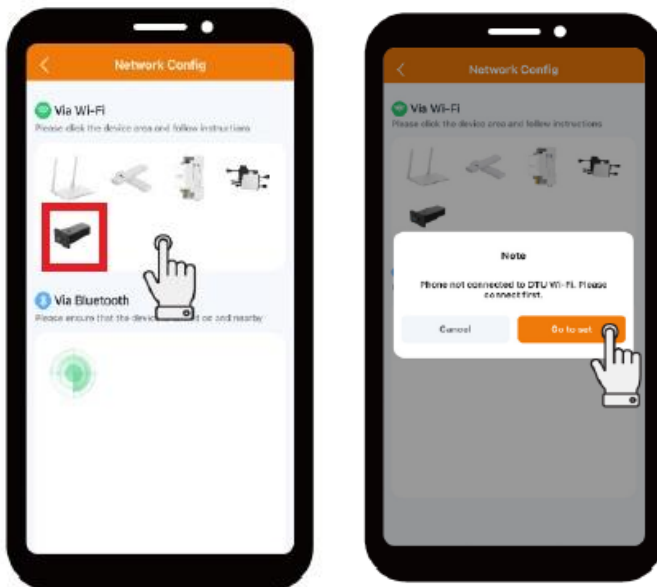 Network Config
Via Wi-Fi
Please click the device area and follow instructions
Via Bluetooth
Please ensure that the device is on and nearby
Network Config
Via Wi-Fi
Please click the device area and follow instructions
Note
Phone not connected to DTU Wi-Fi. Please
connect first.
Cancel
Go to set